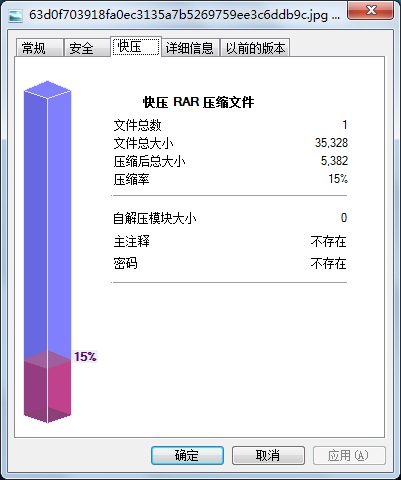 63d0f703918fa0ec3135a7b5269759ee3c6ddb9c.jpg ...
常规 安全 快压 详细信息 以前的版本
快压 RAR 压缩文件
文件总数 1
文件总大小 35,328
压缩后总大小 5,382
压缩率 15%
自解压模块大小 0
主注释 不存在
密码 不存在
15%
确定 取消 应用(A)